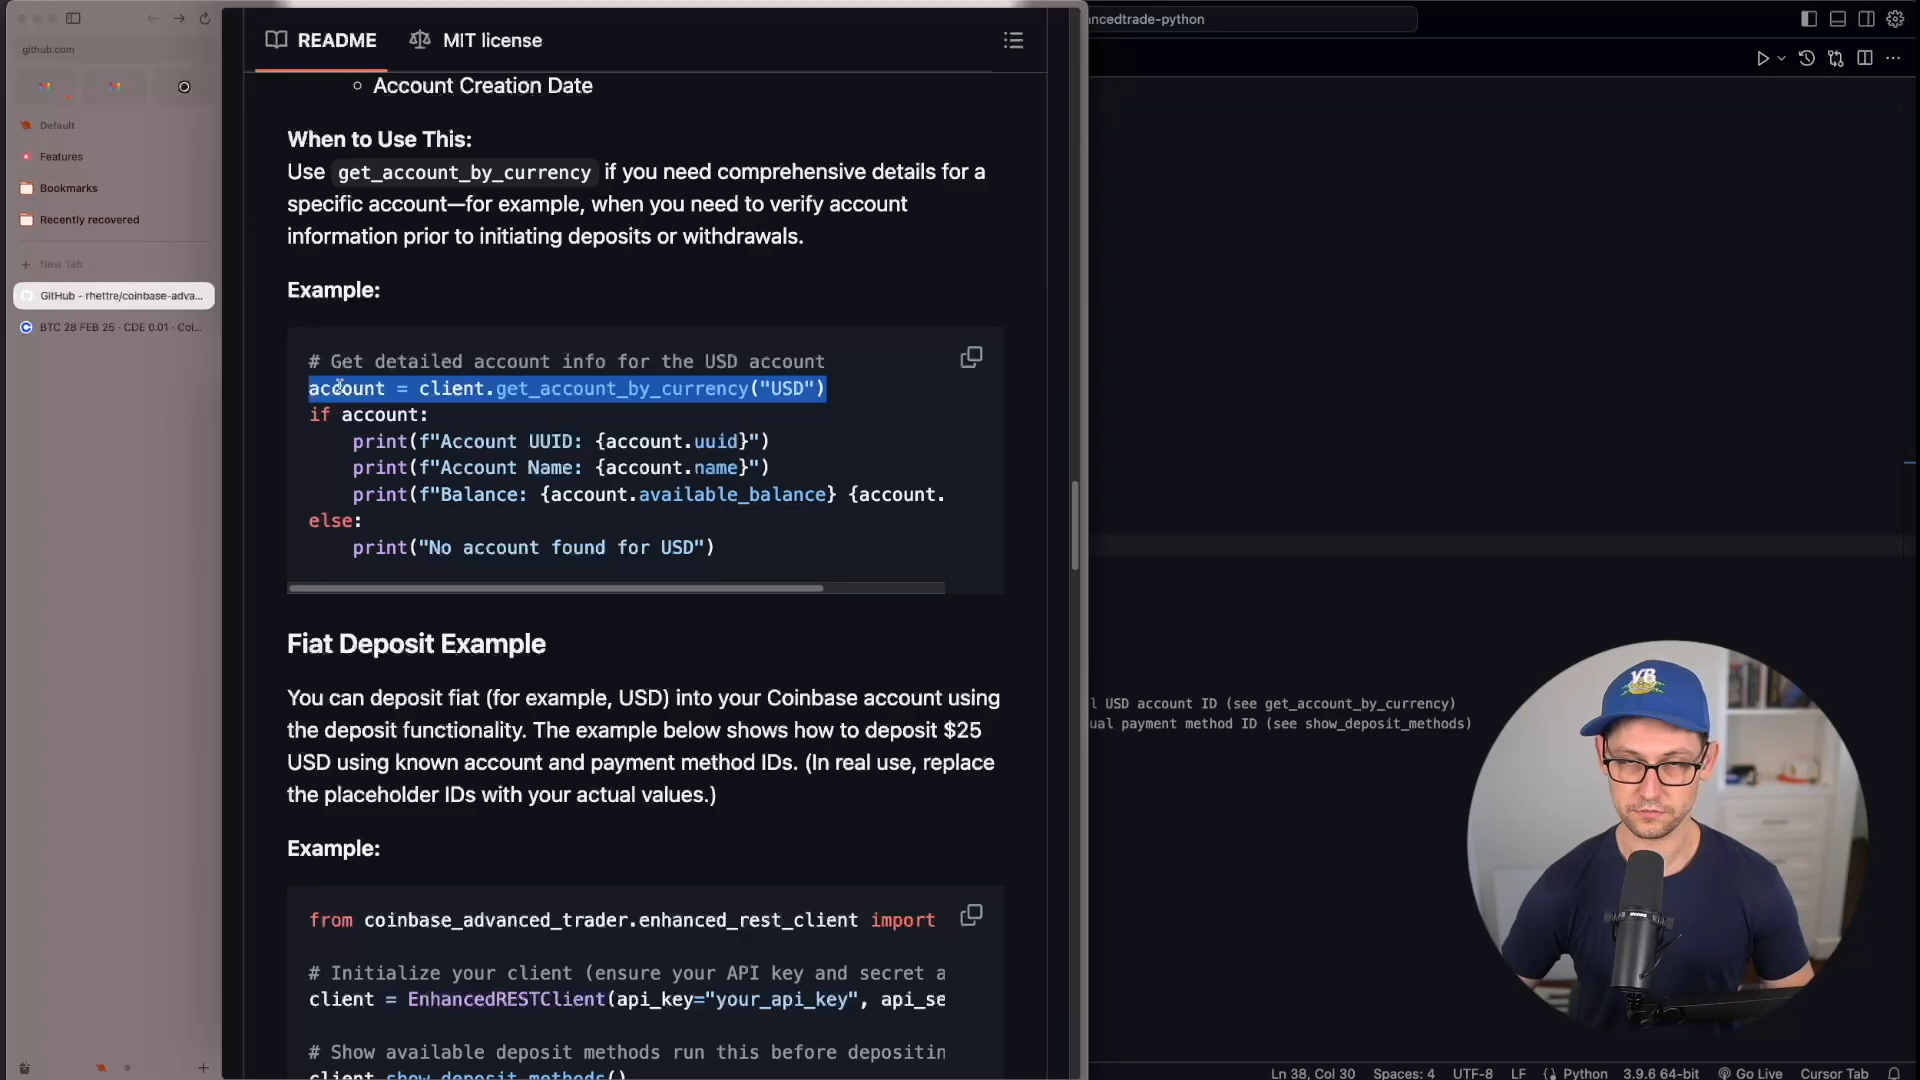 github.com
Default
Features
Bookmarks
Recently recovered
New Tab
GitHub - rhettre/coinbase-adva...
BTC 28 FEB 25 - CDE 0.01 - Coi...
README
MIT license
Account Creation Date
When to Use This:
Use get_account_by_currency if you need comprehensive details for a
specific account—for example, when you need to verify account
information prior to initiating deposits or withdrawals.
Example:
# Get detailed account info for the USD account
account = client.get_account_by_currency("USD")
if account:
print(f"Account UUID: {account.uuid}")
print(f"Account Name: {account.name}")
print(f"Balance: {account.available_balance} {account.
else:
print("No account found for USD")
Fiat Deposit Example
You can deposit fiat (for example, USD) into your Coinbase account using
the deposit functionality. The example below shows how to deposit $25
USD using known account and payment method IDs. (In real use, replace
the placeholder IDs with your actual values.)
Example:
from coinbase_advanced_trader.enhanced_rest_client import
# Initialize your client (ensure your API key and secret a
client = EnhancedRESTClient(api_key="your_api_key", api_se
# Show available deposit methods run this before depositin
client.show_deposit_methods()
ncedtrade-python
l USD account ID (see get_account_by_currency)
ual payment method ID (see show_deposit_methods)
YB
Ln 38, Col 30
Spaces: 4
UTF-8
LF
Python
3.9.6 64-bit
Go Live
Cursor Tab